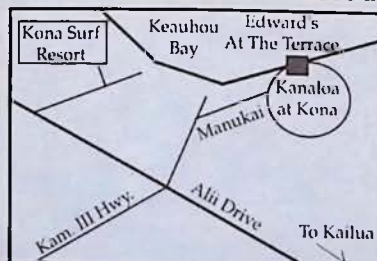 Kona Surf
Resort
Keauhou
Bay
Edward's
At The Terrace
Kanaloa
at Kona
Manukai
Kam. III Hwy.
Alii Drive
To Kailua